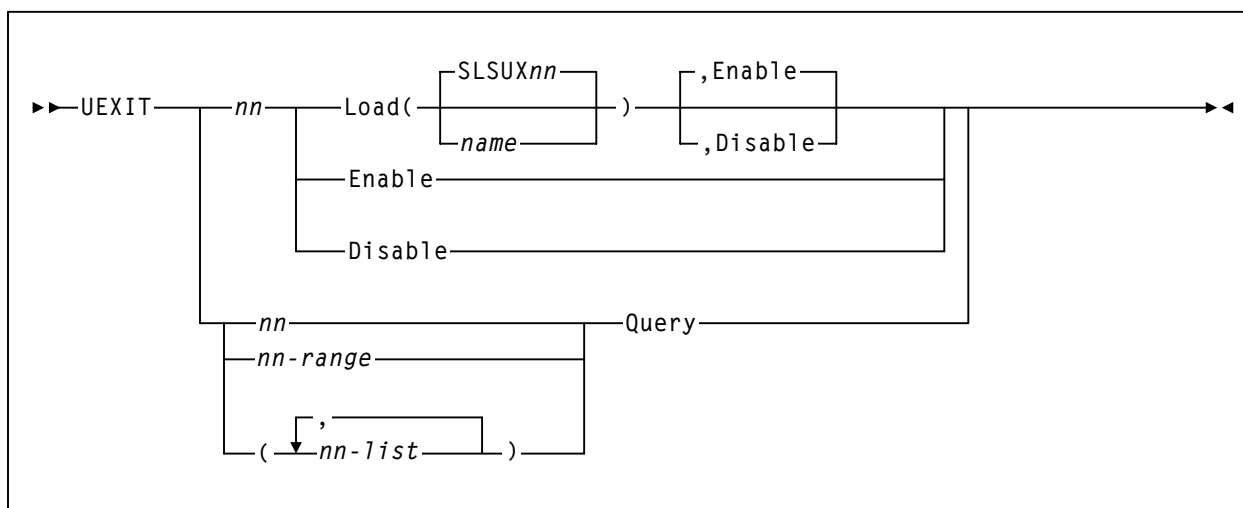 SLSUXnn ,Enable
UEXIT nn Load( )
name ,Disable
Enable
Disable
nn Query
nn-range
,
( nn-list )